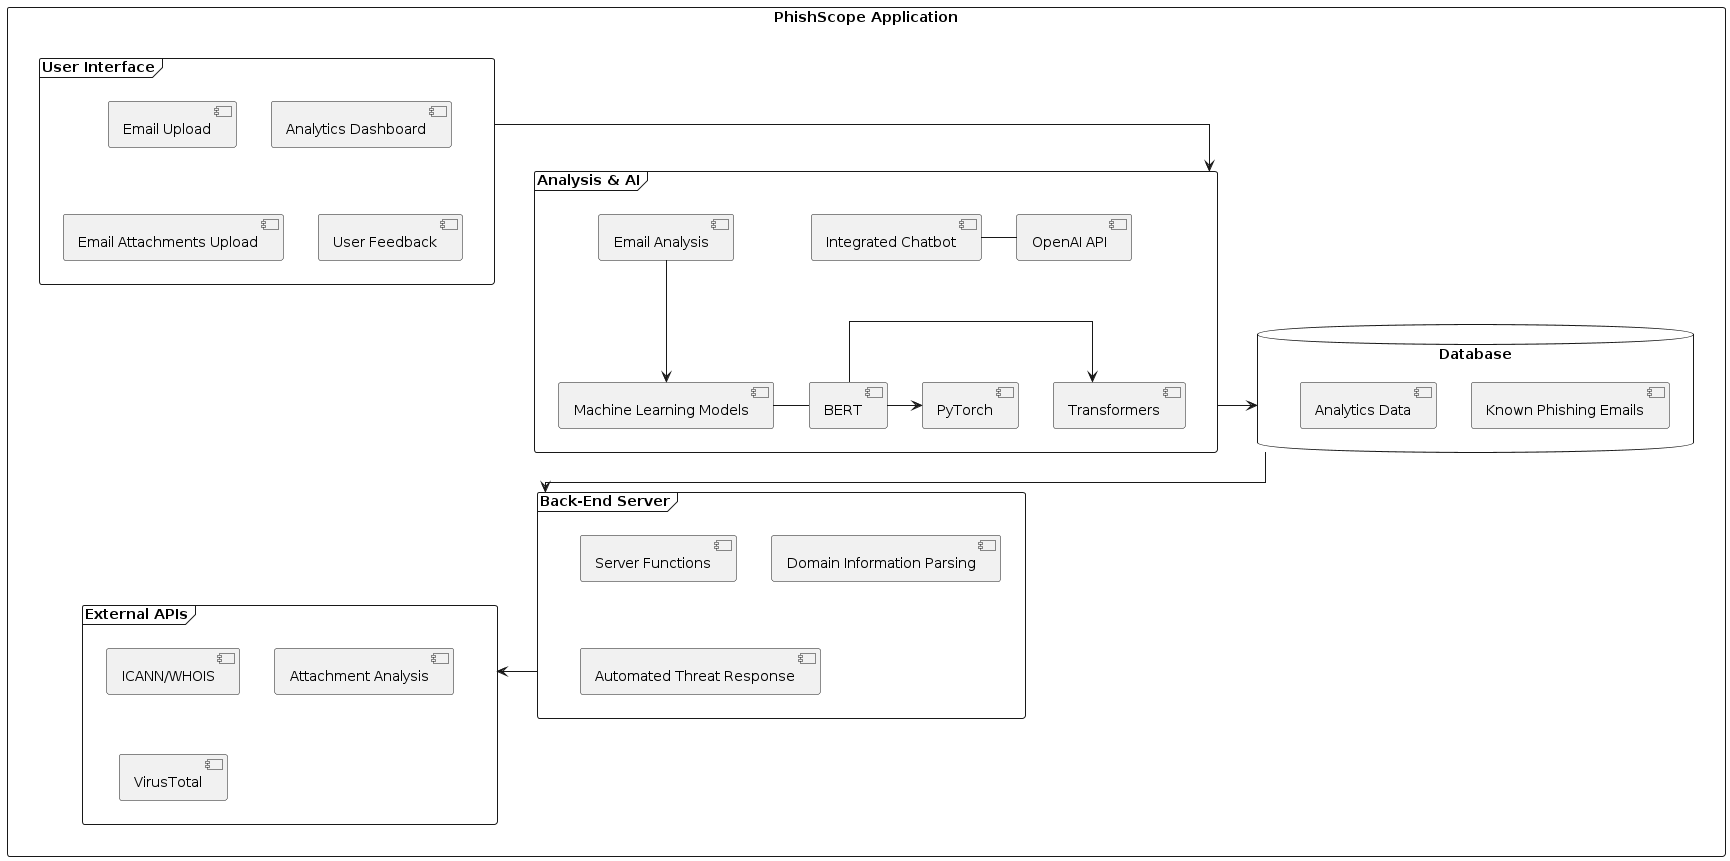 PhishScope Application
User Interface
Email Upload
Analytics Dashboard
Email Attachments Upload
User Feedback
Analysis & AI
Email Analysis
Integrated Chatbot
OpenAI API
Machine Learning Models
BERT
PyTorch
Transformers
Database
Analytics Data
Known Phishing Emails
Back-End Server
Server Functions
Domain Information Parsing
Automated Threat Response
External APIs
ICANN/WHOIS
Attachment Analysis
VirusTotal